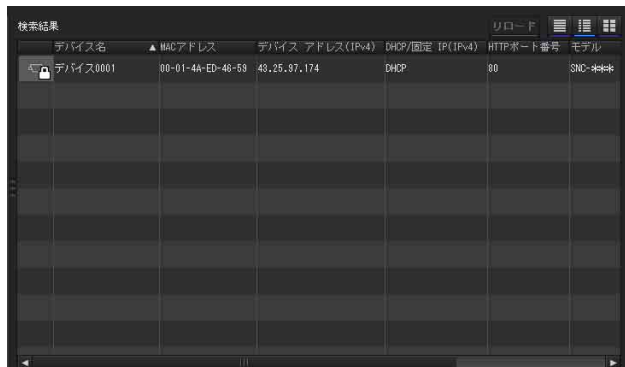 検索結果
リロード
デバイス名 ▲ MACアドレス デバイス アドレス(IPv4) DHCP/固定 IP(IPv4) HTTPポート番号 モデル
デバイス0001 00-01-4A-ED-46-59 43.25.97.174 DHCP 80 SNC-***